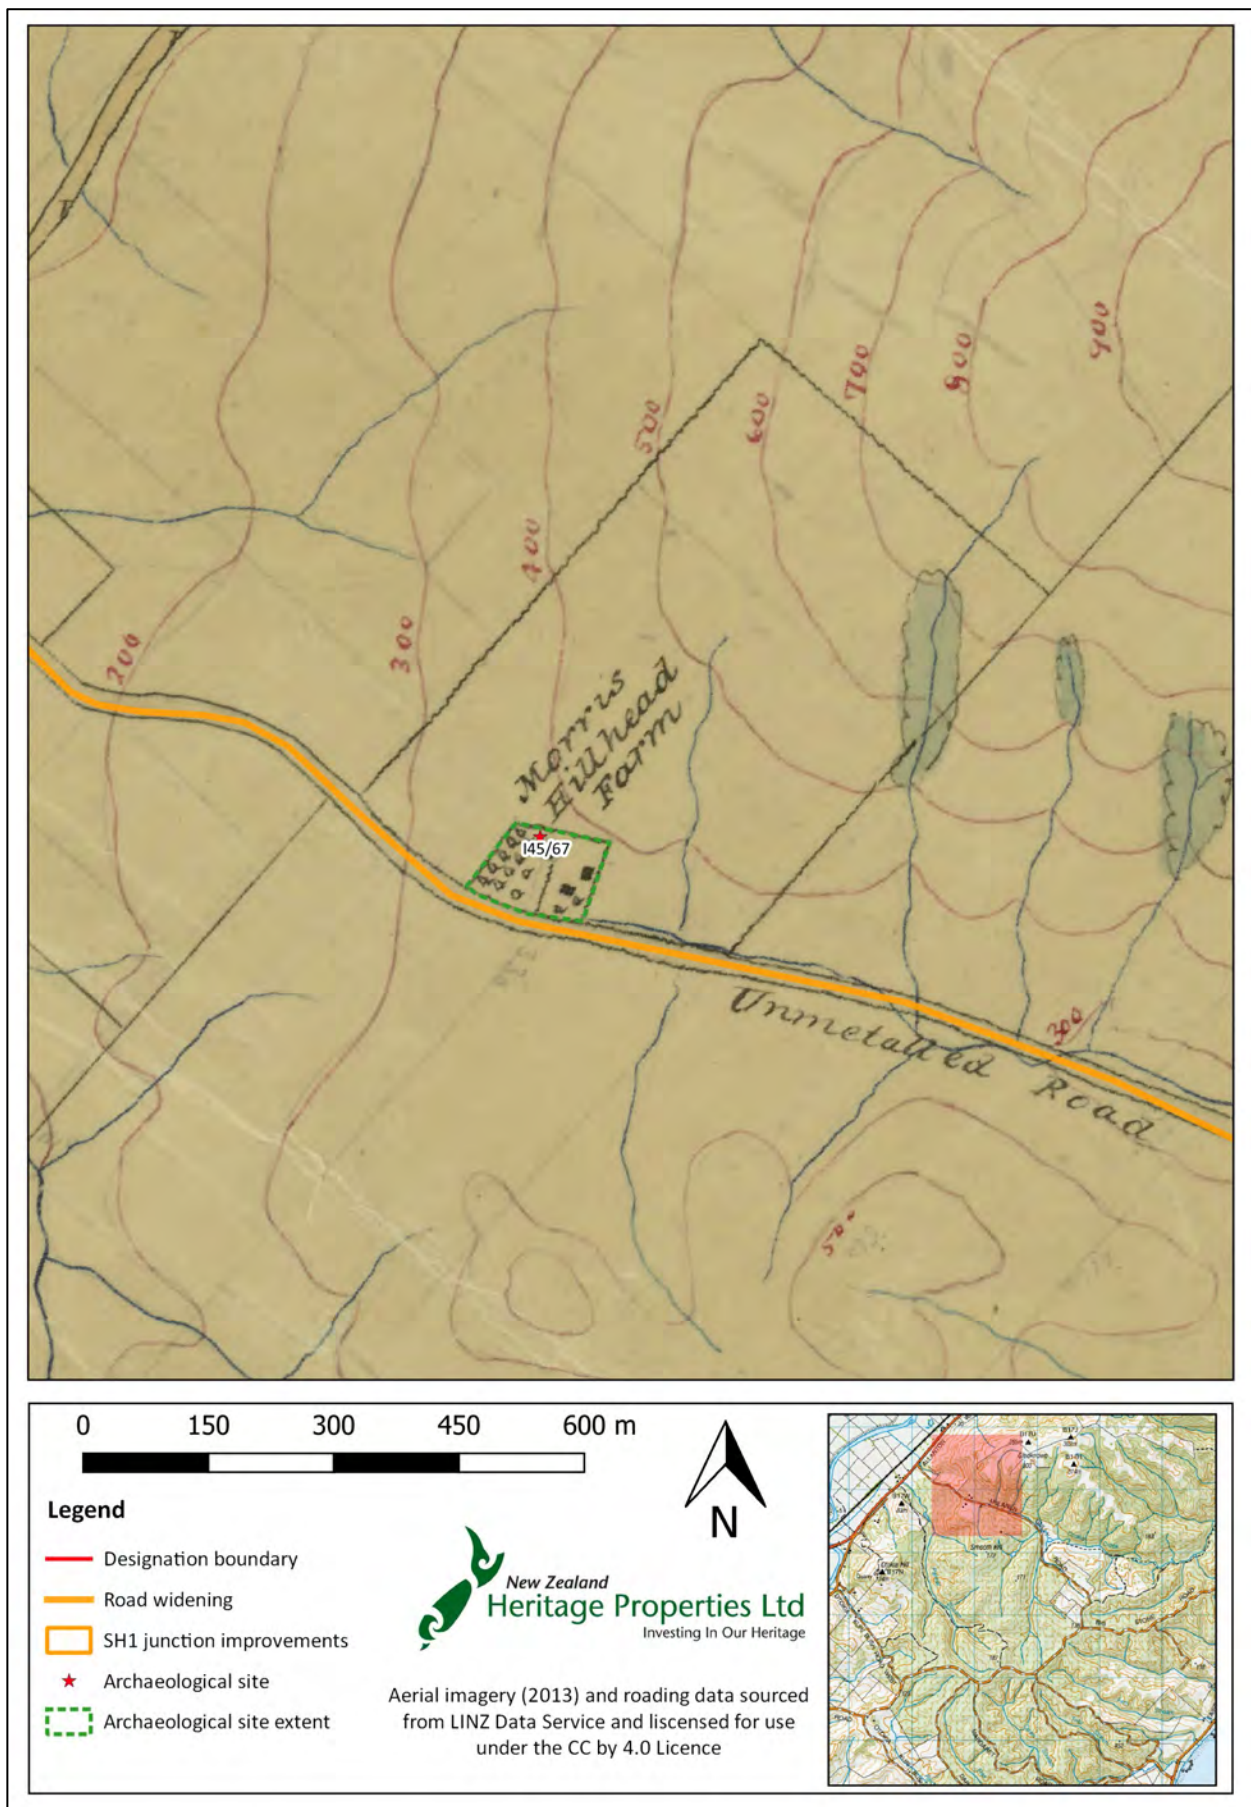 900
800
700
600
500
400
300
200
Morris
Hillhead
Farm
I45/67
Unmetalled Road
300
500
0 150 300 450 600 m
N
Legend
Designation boundary
Road widening
SH1 junction improvements
Archaeological site
Archaeological site extent
New Zealand
Heritage Properties Ltd
Investing In Our Heritage
Aerial imagery (2013) and roading data sourced
from LINZ Data Service and liscensed for use
under the CC by 4.0 Licence